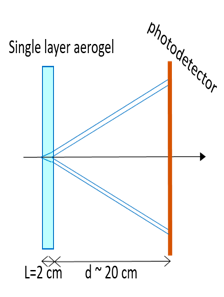 Single layer aerogel
photodetector
L=2 cm
d ~ 20 cm